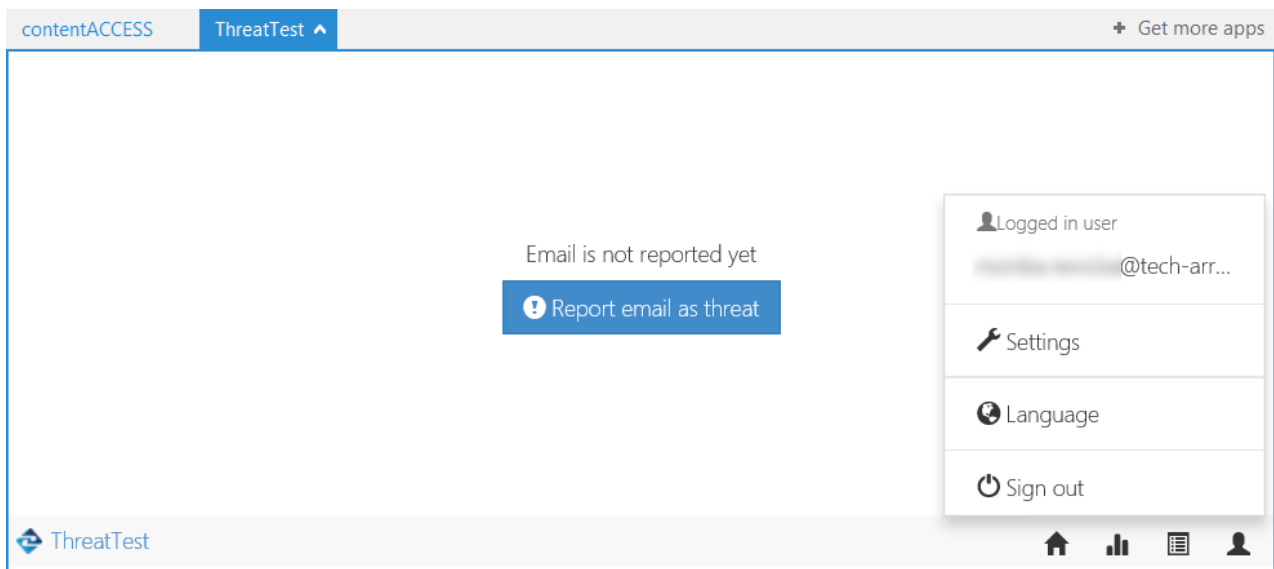 contentACCESS
ThreatTest
Get more apps
Email is not reported yet
Report email as threat
Logged in user
@tech-arr...
Settings
Language
Sign out
ThreatTest